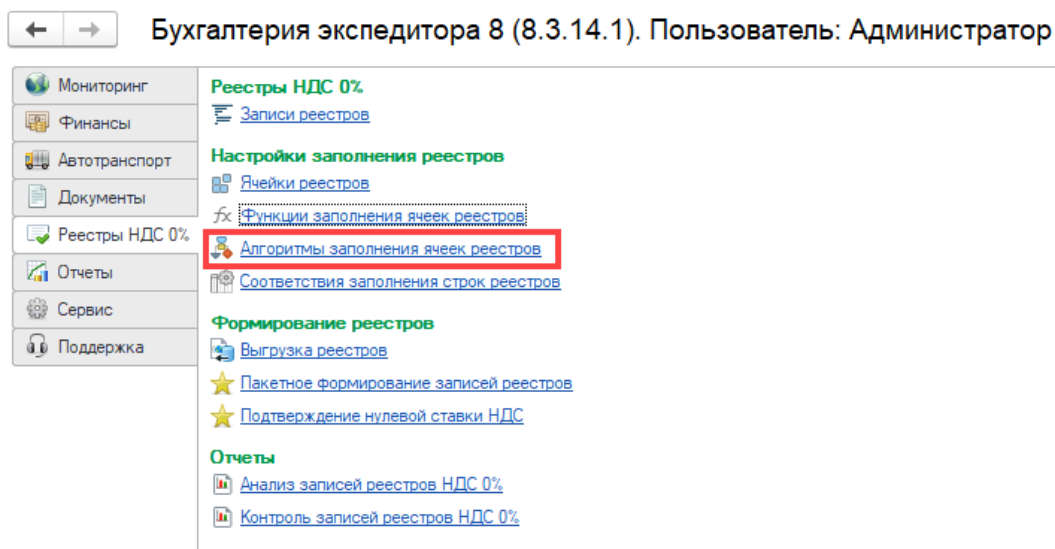 Бухгалтерия экспедитора 8 (8.3.14.1). Пользователь: Администратор
Мониторинг
Финансы
Автотранспорт
Документы
Реестры НДС 0%
Отчеты
Сервис
Поддержка
Реестры НДС 0%
Записи реестров
Настройки заполнения реестров
Ячейки реестров
fx Функции заполнения ячеек реестров
Алгоритмы заполнения ячеек реестров
Соответствия заполнения строк реестров
Формирование реестров
Выгрузка реестров
Пакетное формирование записей реестров
Подтверждение нулевой ставки НДС
Отчеты
Анализ записей реестров НДС 0%
Контроль записей реестров НДС 0%